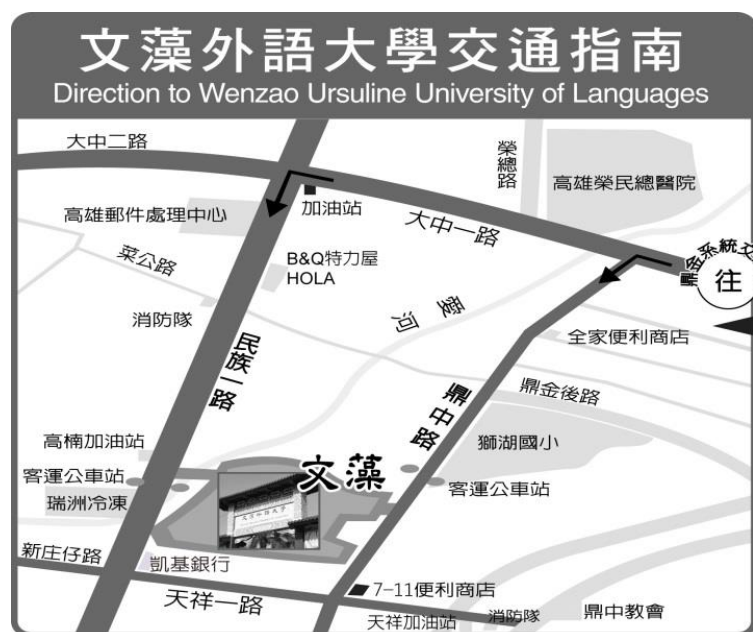 文藻外語大學交通指南
Direction to Wenzao Ursuline University of Languages
大中二路
榮總路
高雄榮民總醫院
高雄郵件處理中心
加油站
大中一路
鼎金系統交
往
菜公路
B&Q特力屋
HOLA
愛河
消防隊
全家便利商店
民族一路
鼎中路
鼎金後路
高楠加油站
文藻
獅湖國小
客運公車站
客運公車站
瑞洲冷凍
新庄仔路
凱基銀行
天祥一路
7-11便利商店
天祥加油站
消防隊
鼎中教會